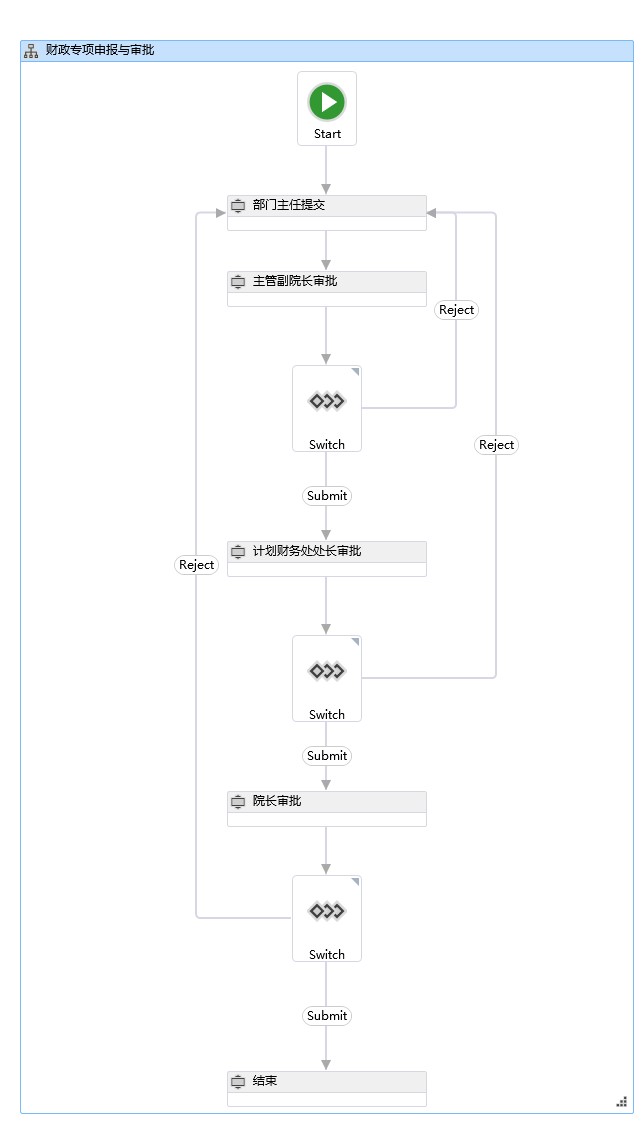 财政专项申报与审批
Start
部门主任提交
主管副院长审批
Reject
Switch
Reject
Submit
计划财务处处长审批
Reject
Switch
Submit
院长审批
Switch
Submit
结束